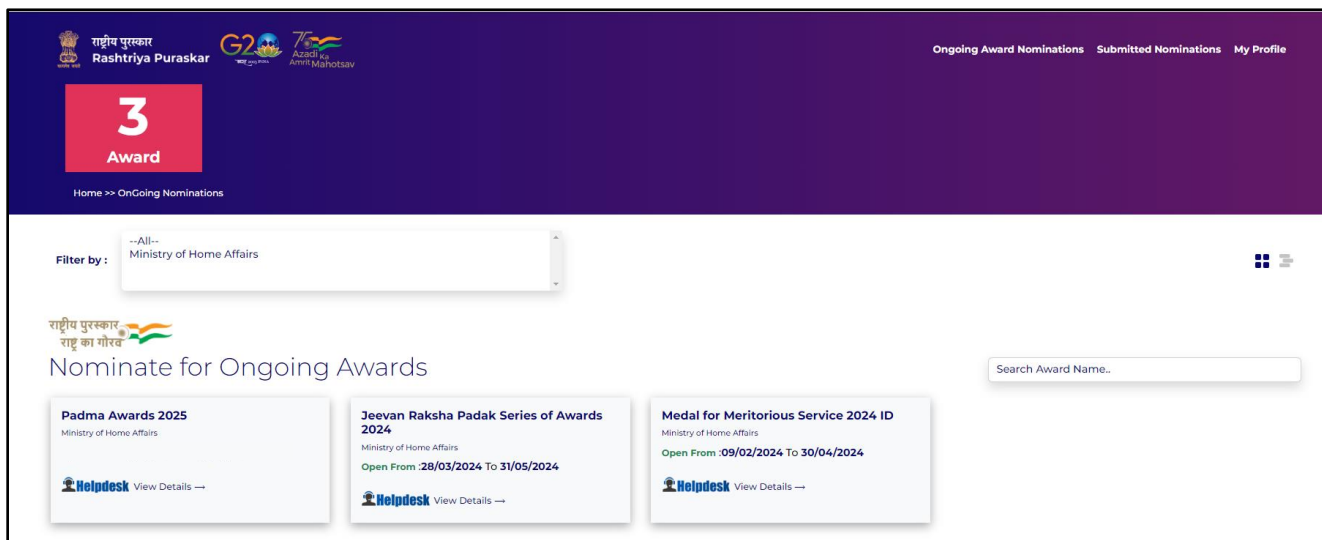 राष्ट्रीय पुरस्कार
Rashtriya Puraskar
G20
75
Azadi Ka
Amrit Mahotsav
Ongoing Award Nominations Submitted Nominations My Profile
3
Award
Home >> OnGoing Nominations
Filter by :
--All--
Ministry of Home Affairs
राष्ट्रीय पुरस्कार
राष्ट्र का गौरव
Nominate for Ongoing Awards
Search Award Name..
Padma Awards 2025
Ministry of Home Affairs
Helpdesk View Details →
Jeevan Raksha Padak Series of Awards
2024
Ministry of Home Affairs
Open From :28/03/2024 To 31/05/2024
Helpdesk View Details →
Medal for Meritorious Service 2024 ID
Ministry of Home Affairs
Open From :09/02/2024 To 30/04/2024
Helpdesk View Details →